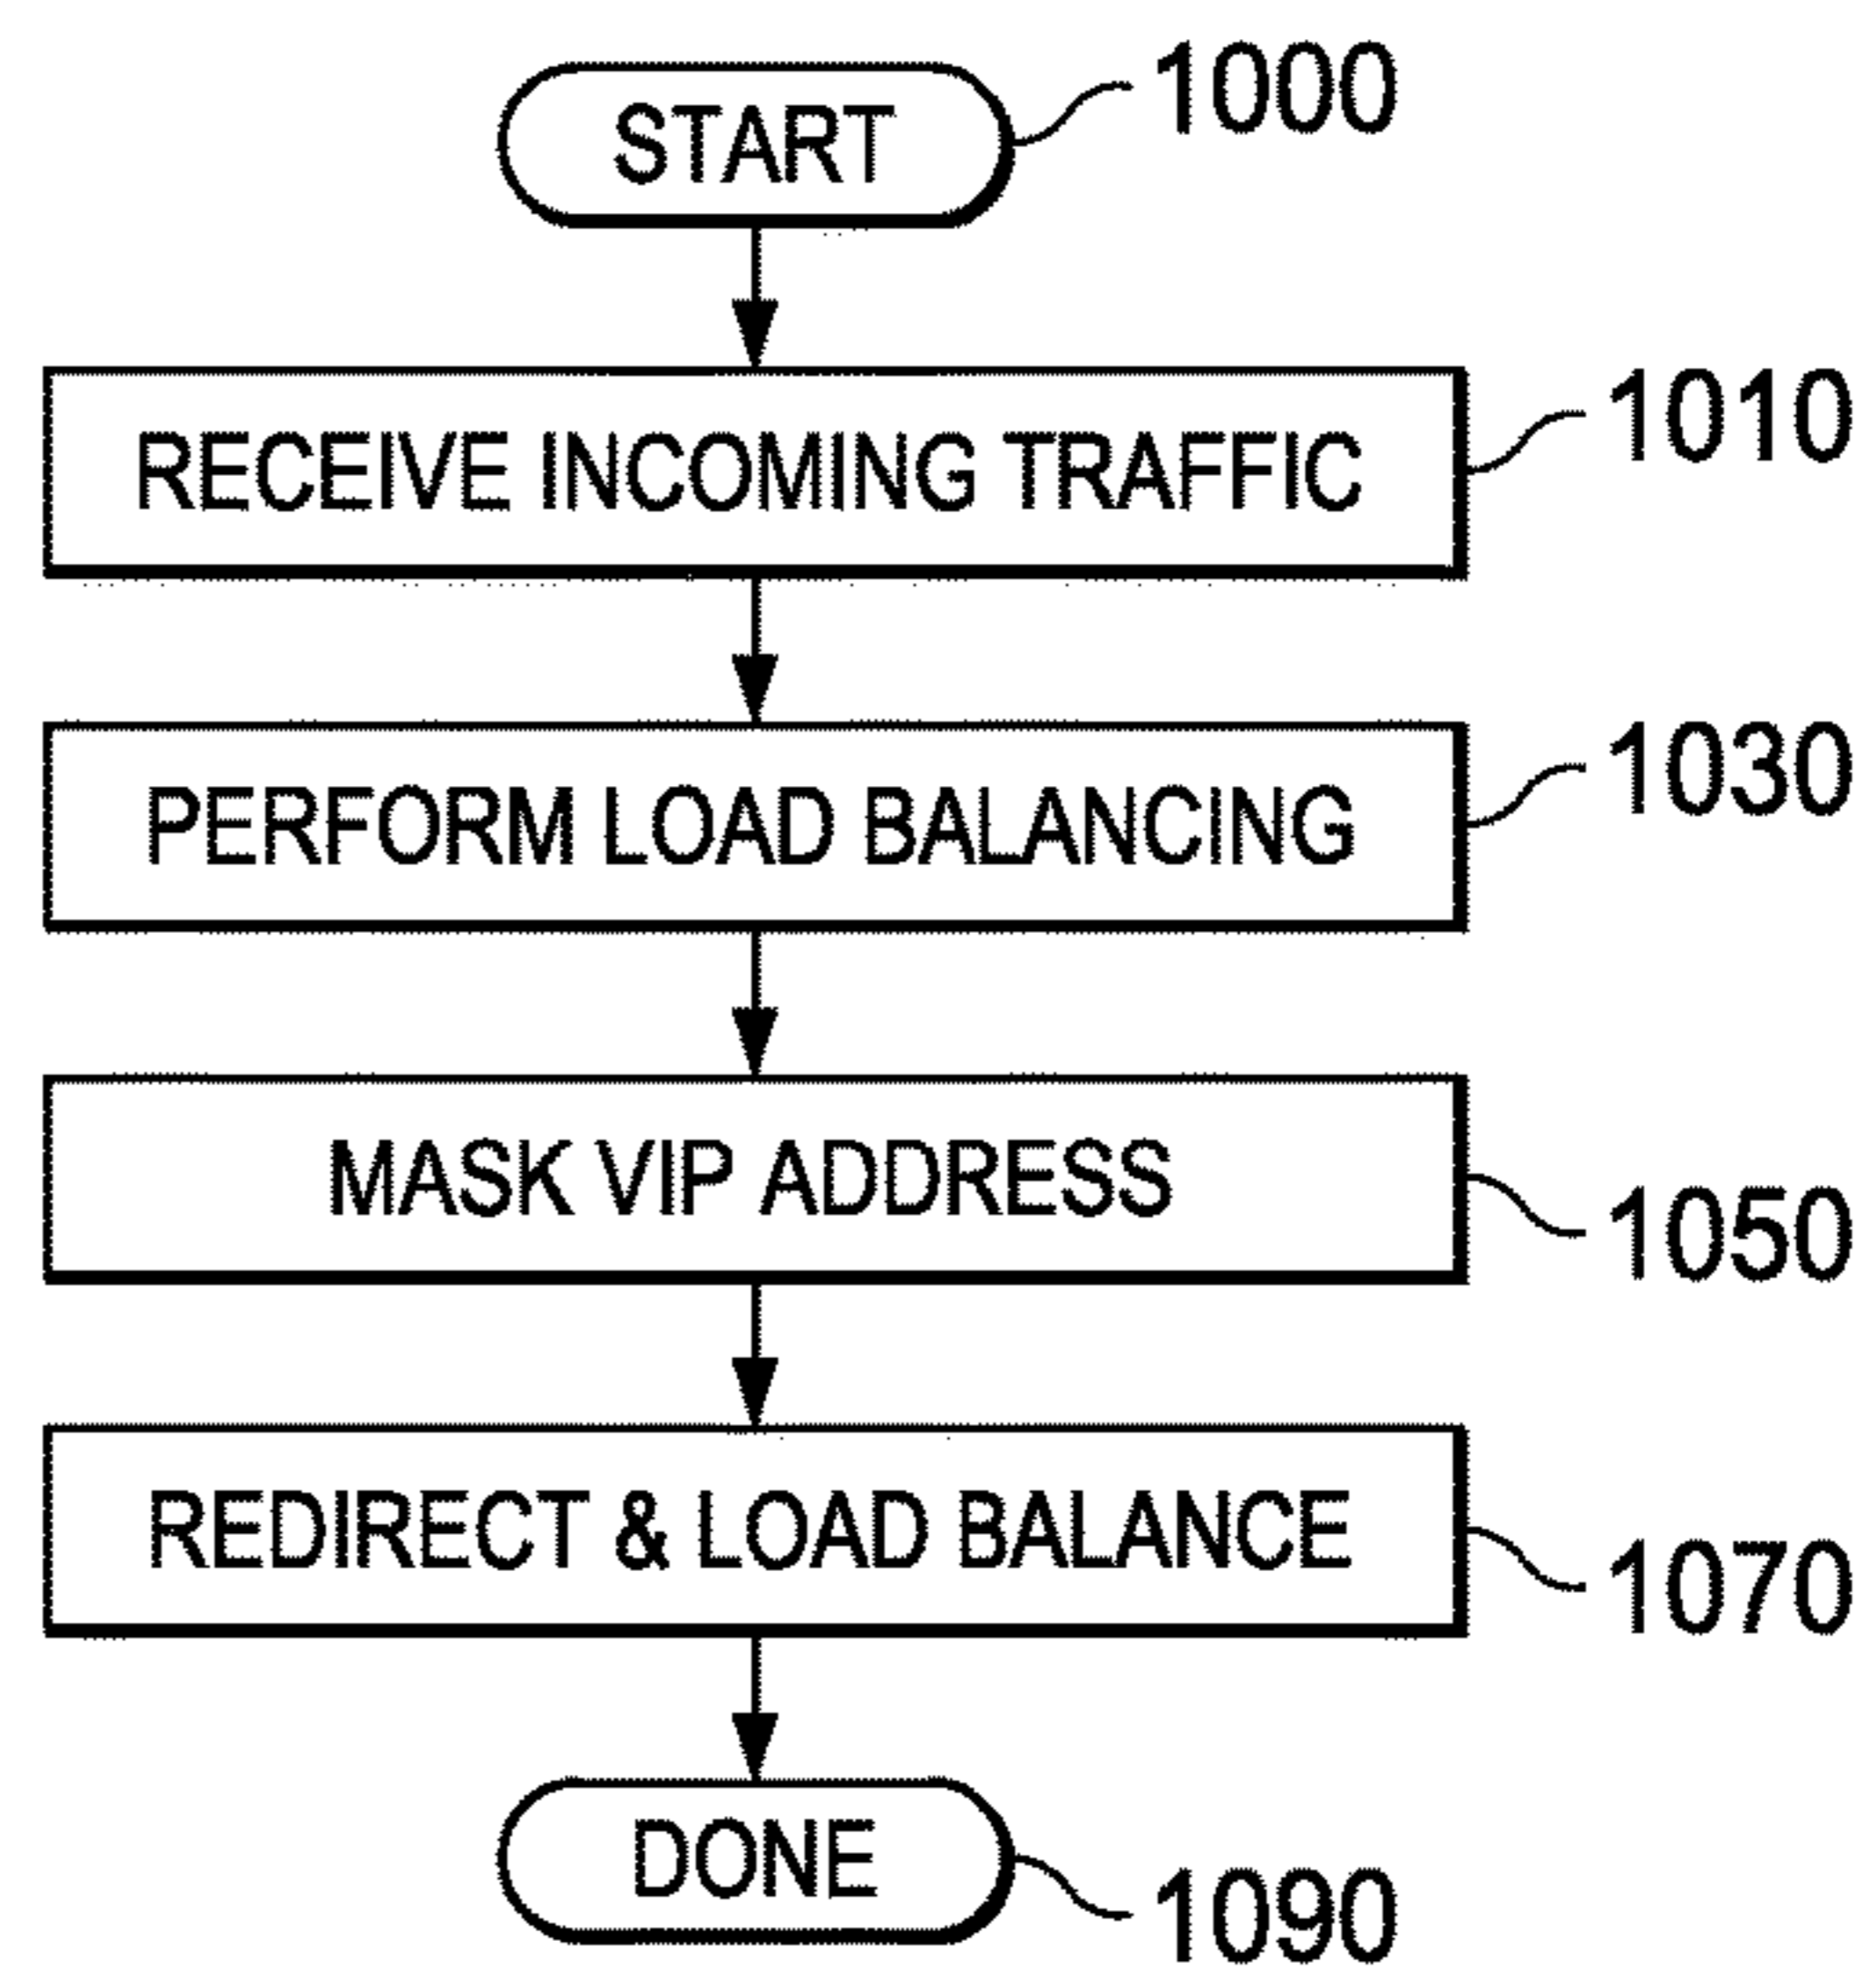 START
1000
RECEIVE INCOMING TRAFFIC
1010
PERFORM LOAD BALANCING
1030
MASK VIP ADDRESS
1050
REDIRECT & LOAD BALANCE
1070
DONE
1090